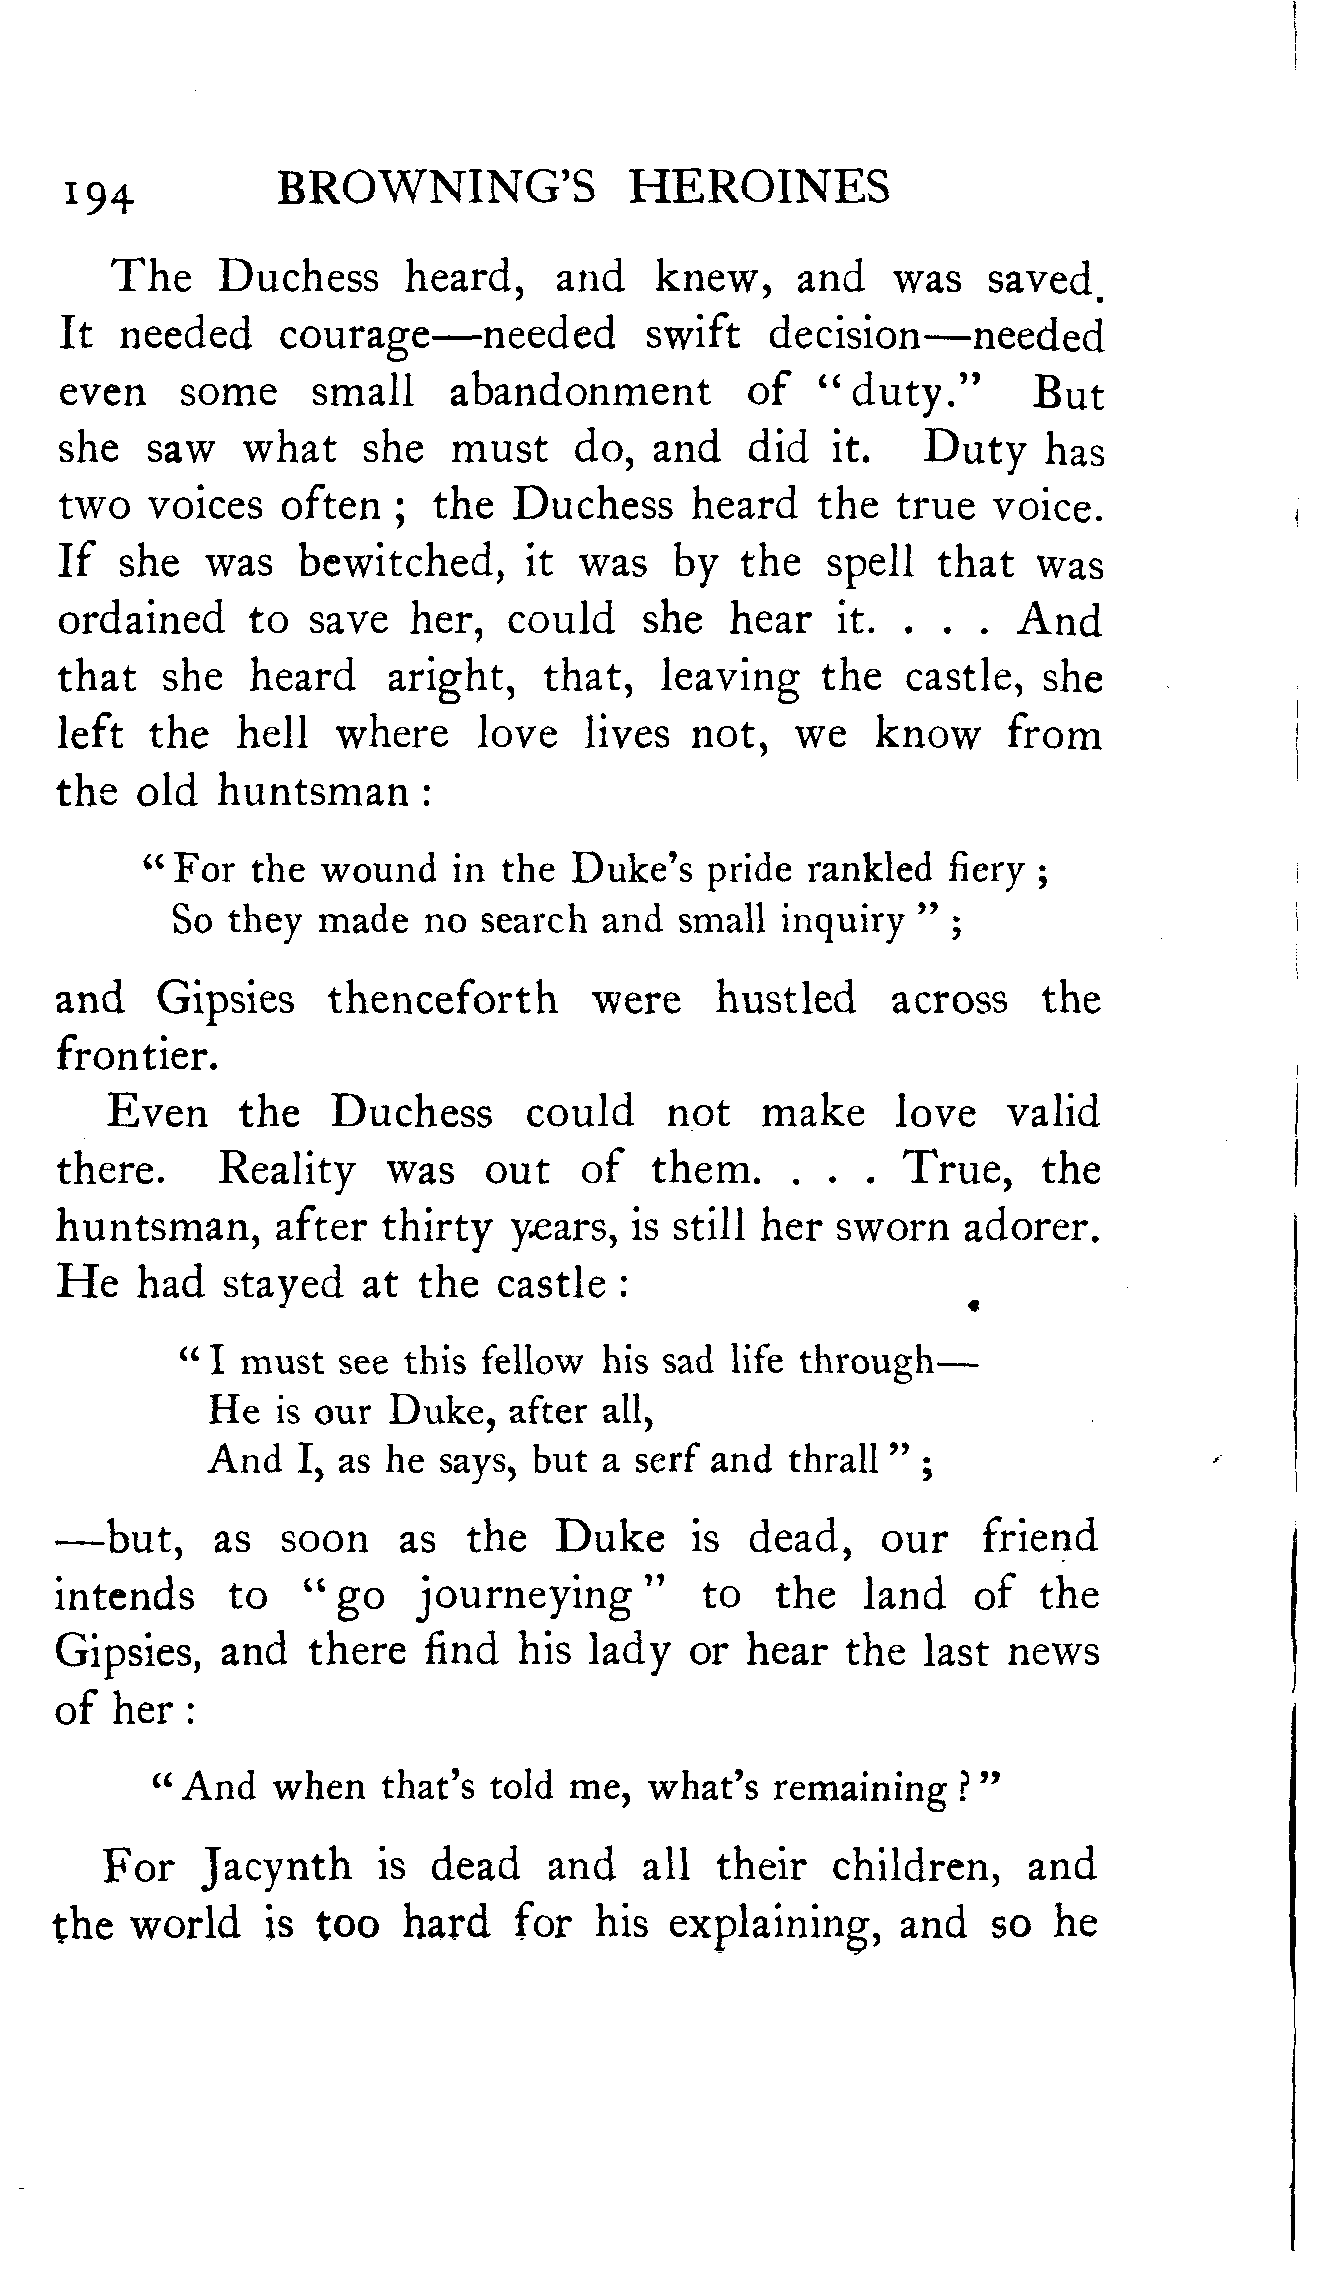 194 BROWNING'S HEROINES
The Duchess heard, and knew, and was saved.
It needed courage—needed swift decision—needed
even some small abandonment of "duty." But
she saw what she must do, and did it. Duty has
two voices often ; the Duchess heard the true voice.
If she was bewitched, it was by the spell that was
ordained to save her, could she hear it. . . . And
that she heard aright, that, leaving the castle, she
left the hell where love lives not, we know from
the old huntsman :
"For the wound in the Duke's pride rankled fiery ;
So they made no search and small inquiry " ;
and Gipsies thenceforth were hustled across the
frontier.
Even the Duchess could not make love valid
there. Reality was out of them. . . . True, the
huntsman, after thirty years, is still her sworn adorer.
He had stayed at the castle :
"I must see this fellow his sad life through—
He is our Duke, after all,
And I, as he says, but a serf and thrall" ;
—but, as soon as the Duke is dead, our friend
intends to "go journeying" to the land of the
Gipsies, and there find his lady or hear the last news
of her :
"And when that's told me, what's remaining ?"
For Jacynth is dead and all their children, and
the world is too hard for his explaining, and so he